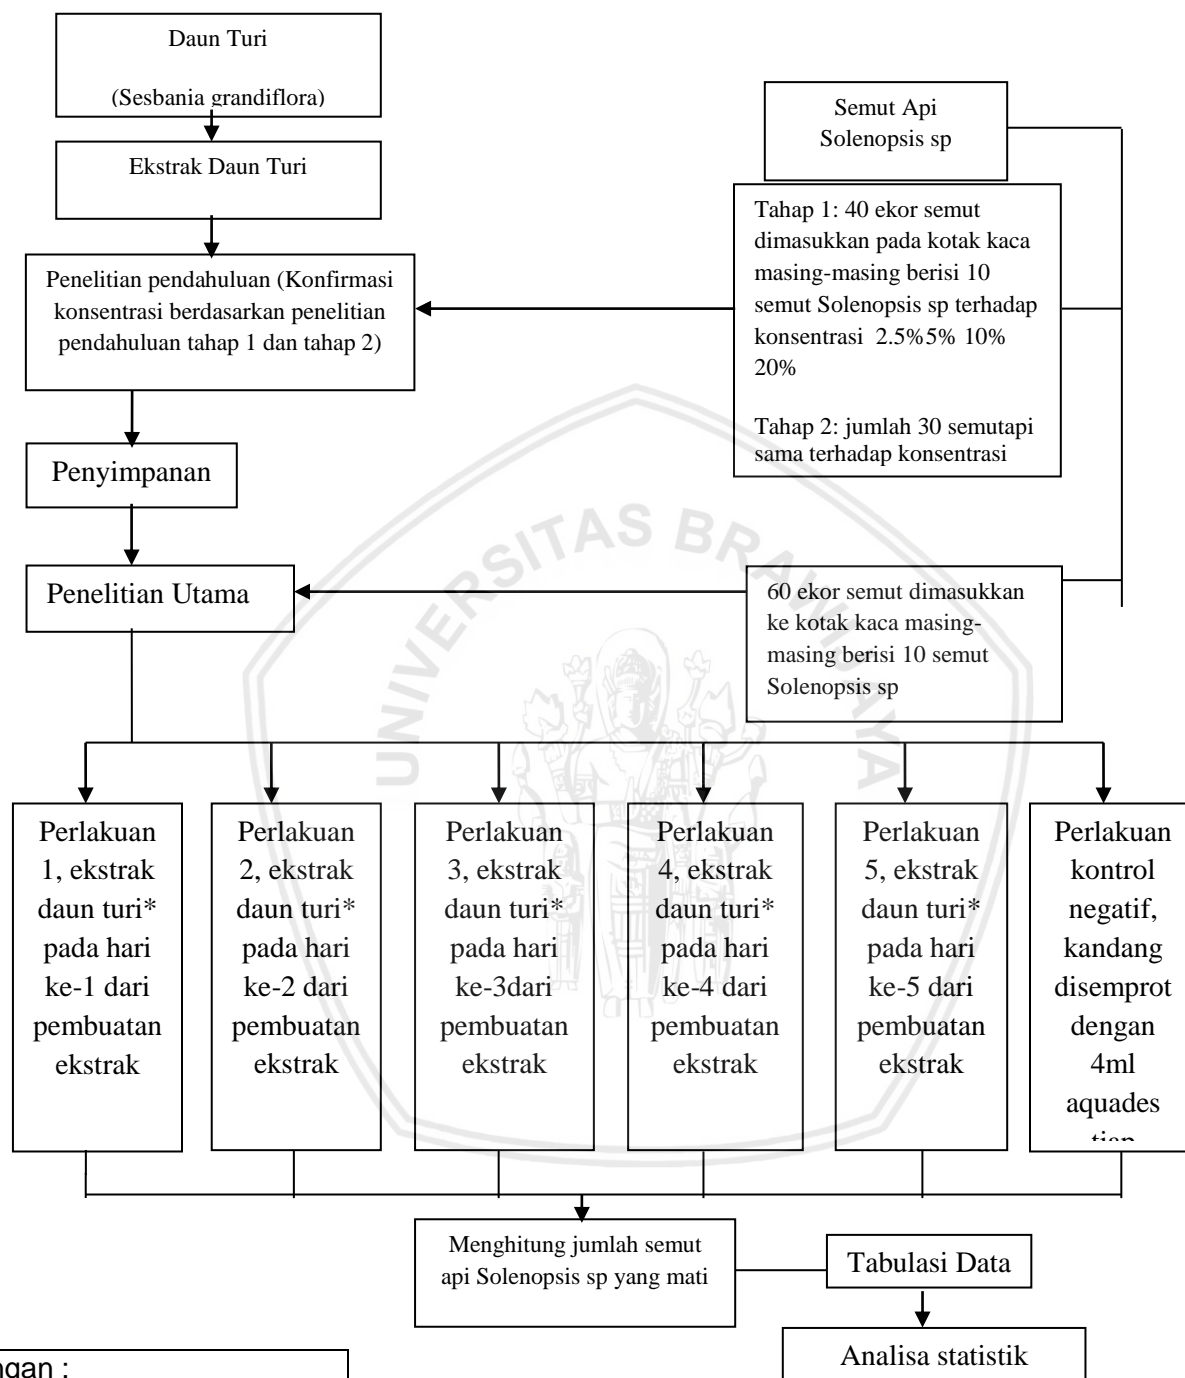 Daun Turi
(Sesbania grandiflora)
Ekstrak Daun Turi
Penelitian pendahuluan (Konfirmasi
konsentrasi berdasarkan penelitian
pendahuluan tahap 1 dan tahap 2)
Semut Api
Solenopsis sp
Tahap 1: 40 ekor semut
dimasukkan pada kotak kaca
masing-masing berisi 10
semut Solenopsis sp terhadap
konsentrasi 2.5%5% 10%
20%
Tahap 2: jumlah 30 semutapi
sama terhadap konsentrasi
Penyimpanan
Penelitian Utama
60 ekor semut dimasukkan
ke kotak kaca masing-
masing berisi 10 semut
Solenopsis sp
UNIVERSITAS BRAWIJAYA
Perlakuan
1, ekstrak
daun turi*
pada hari
ke-1 dari
pembuatan
ekstrak
Perlakuan
2, ekstrak
daun turi*
pada hari
ke-2 dari
pembuatan
ekstrak
Perlakuan
3, ekstrak
daun turi*
pada hari
ke-3dari
pembuatan
ekstrak
Perlakuan
4, ekstrak
daun turi*
pada hari
ke-4 dari
pembuatan
ekstrak
Perlakuan
5, ekstrak
daun turi*
pada hari
ke-5 dari
pembuatan
ekstrak
Perlakuan
kontrol
negatif,
kandang
disemprot
dengan
4ml
aquades
tiap
Menghitung jumlah semut
api Solenopsis sp yang mati
Tabulasi Data
Analisa statistik